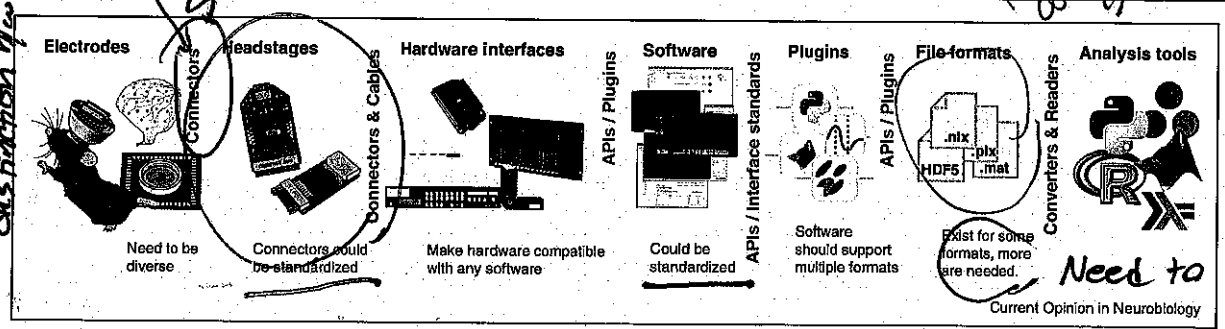 Electrodes
Connectors
Headstages
Connectors & Cables
Hardware interfaces
APIs / Plugins
Software
APIs / Interface standards
Plugins
APIs / Plugins
File formats
Converters & Readers
Analysis tools
.nix
.plx
HDF5
.mat
R
Need to be
diverse
Connectors could
be standardized
Make hardware compatible
with any software
Could be
standardized
Software
should support
multiple formats
Exist for some
formats, more
are needed.
Need to
Current Opinion in Neurobiology